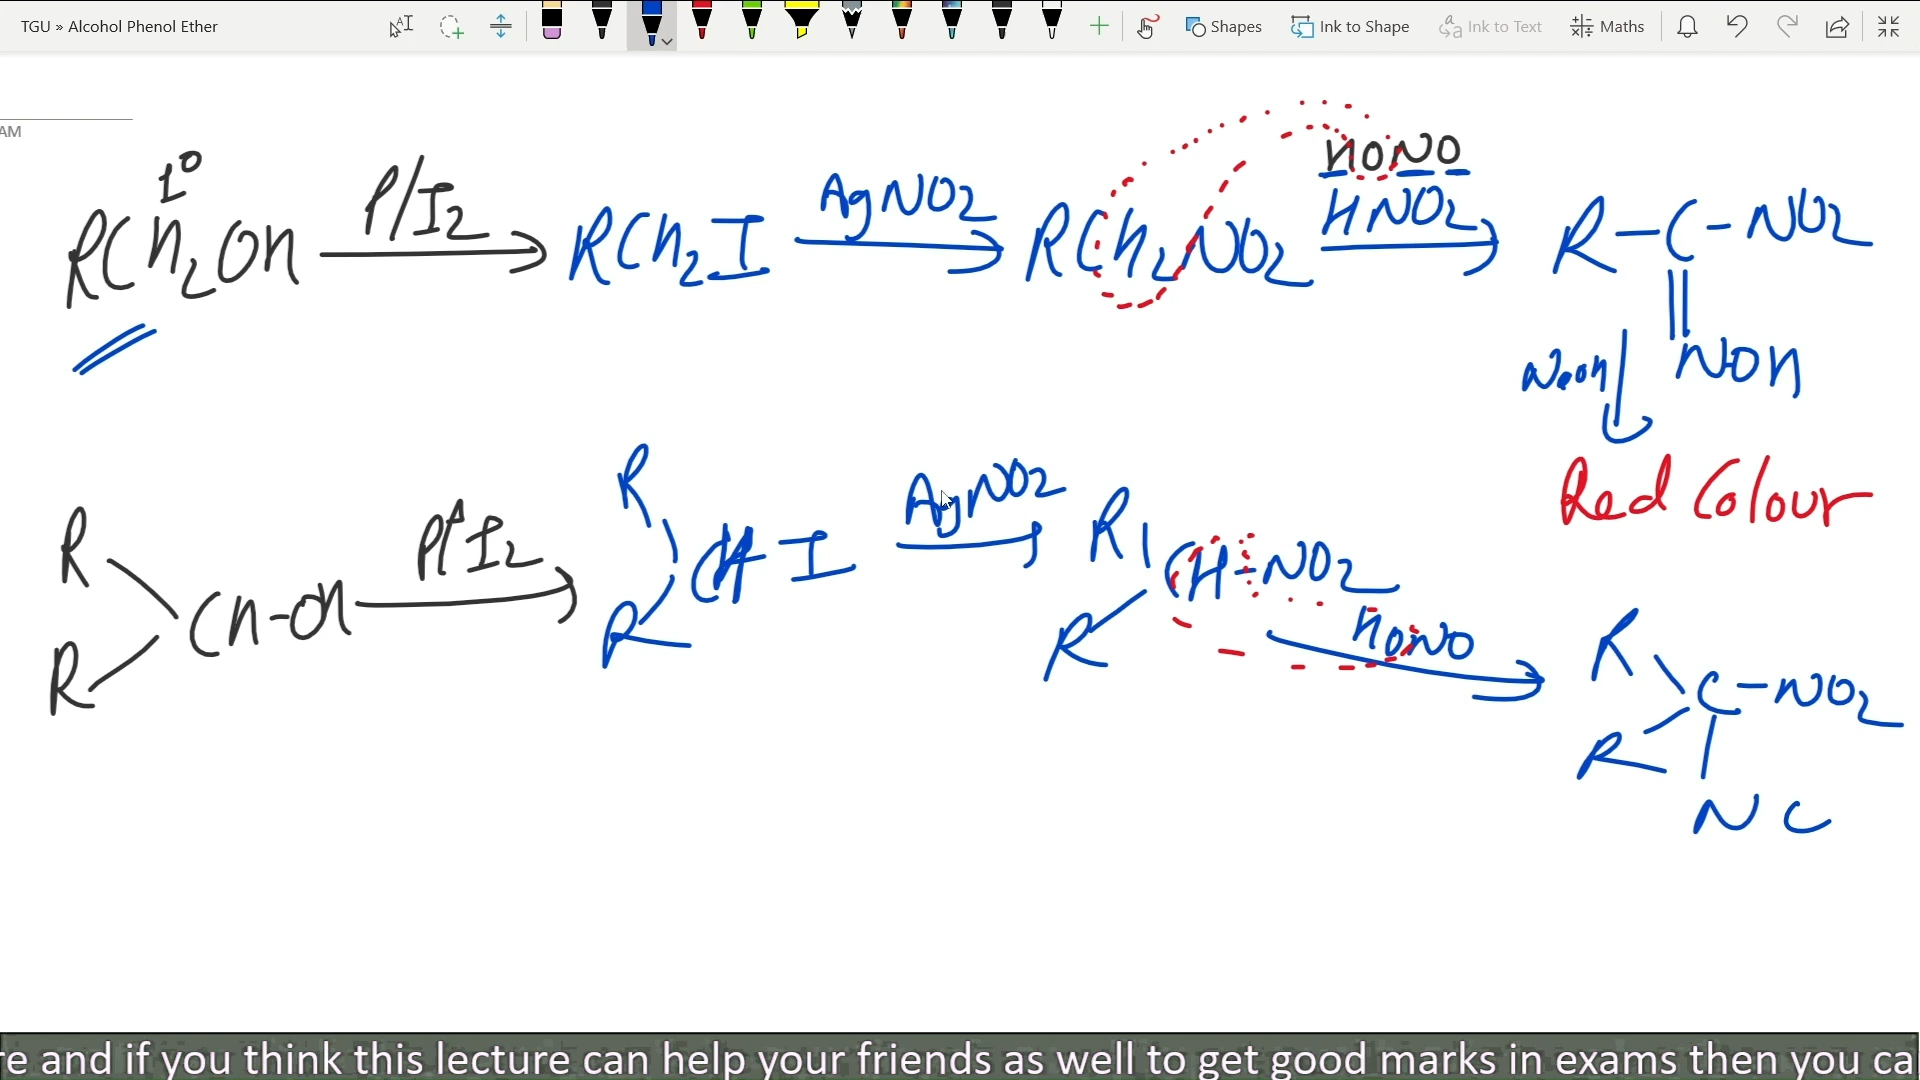 TGU » Alcohol Phenol Ether
Shapes
Ink to Shape
Ink to Text
Maths
AM
1°
RCH2OH
P/I2
RCH2I
AgNO2
RCH2NO2
HONO
HNO2
R-C-NO2
NOH
NaOH
Red Colour
R
R
CH-OH
P/I2
R
R
CH I
AgNO2
R
R
CH-NO2
HONO
R
R
C-NO2
N
re and if you think this lecture can help your friends as well to get good marks in exams then you ca